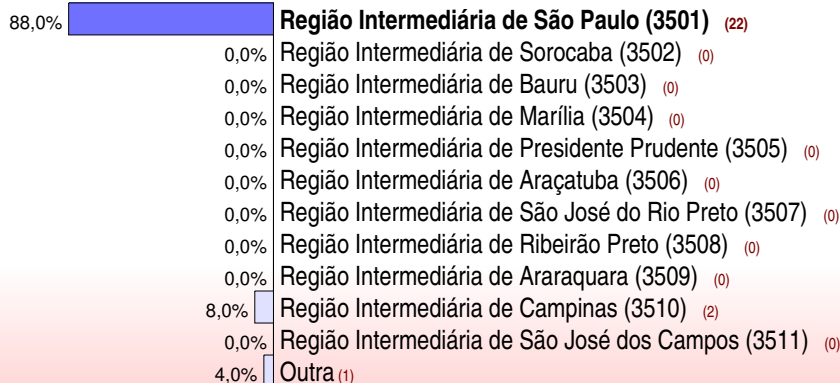 88,0% Região Intermediária de São Paulo (3501) (22)
0,0% Região Intermediária de Sorocaba (3502) (0)
0,0% Região Intermediária de Bauru (3503) (0)
0,0% Região Intermediária de Marília (3504) (0)
0,0% Região Intermediária de Presidente Prudente (3505) (0)
0,0% Região Intermediária de Araçatuba (3506) (0)
0,0% Região Intermediária de São José do Rio Preto (3507) (0)
0,0% Região Intermediária de Ribeirão Preto (3508) (0)
0,0% Região Intermediária de Araraquara (3509) (0)
8,0% Região Intermediária de Campinas (3510) (2)
0,0% Região Intermediária de São José dos Campos (3511) (0)
4,0% Outra (1)